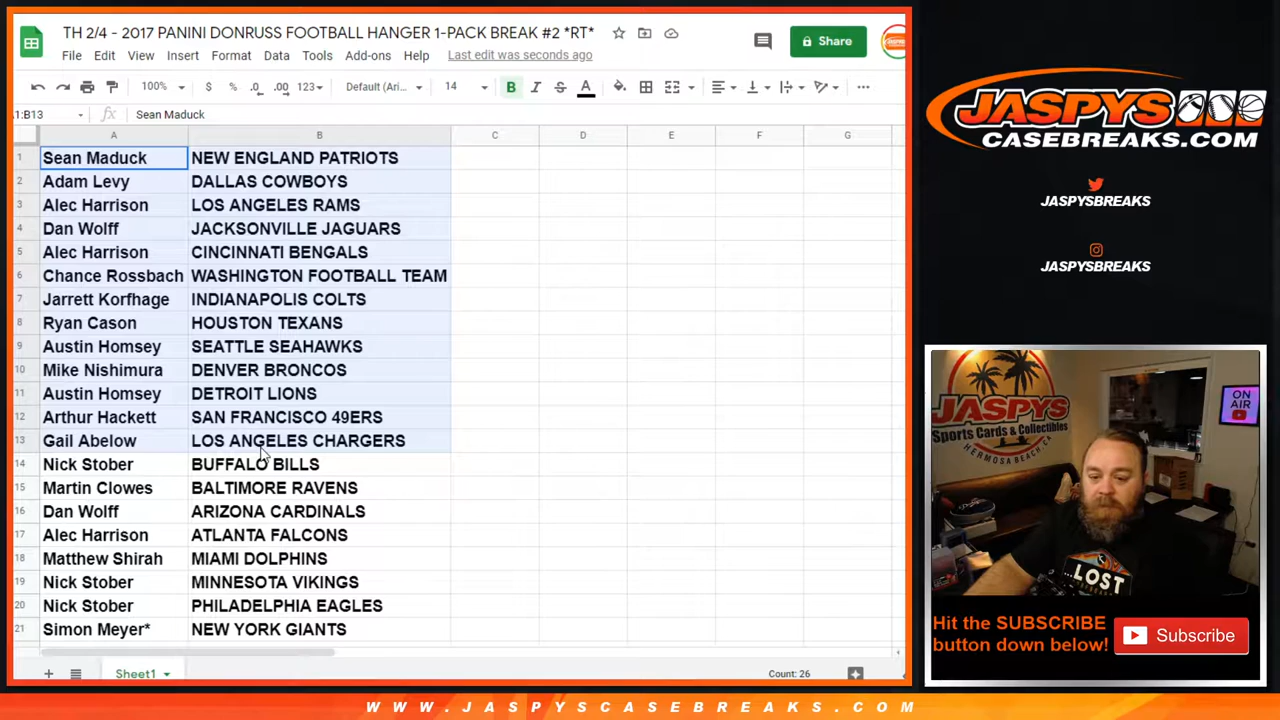 TH 2/4 - 2017 PANINI DONRUSS FOOTBALL HANGER 1-PACK BREAK #2 *RT*
File Edit View Insert Format Data Tools Add-ons Help Last edit was seconds ago
Share
100% $ % .0 .00 123 Default (Ari... 14 B I S A
1:B13 fx Sean Maduck
A B C D E F G
1 Sean Maduck NEW ENGLAND PATRIOTS
2 Adam Levy DALLAS COWBOYS
3 Alec Harrison LOS ANGELES RAMS
4 Dan Wolff JACKSONVILLE JAGUARS
5 Alec Harrison CINCINNATI BENGALS
6 Chance Rossbach WASHINGTON FOOTBALL TEAM
7 Jarrett Korfhage INDIANAPOLIS COLTS
8 Ryan Cason HOUSTON TEXANS
9 Austin Homsey SEATTLE SEAHAWKS
10 Mike Nishimura DENVER BRONCOS
11 Austin Homsey DETROIT LIONS
12 Arthur Hackett SAN FRANCISCO 49ERS
13 Gail Abelow LOS ANGELES CHARGERS
14 Nick Stober BUFFALO BILLS
15 Martin Clowes BALTIMORE RAVENS
16 Dan Wolff ARIZONA CARDINALS
17 Alec Harrison ATLANTA FALCONS
18 Matthew Shirah MIAMI DOLPHINS
19 Nick Stober MINNESOTA VIKINGS
20 Nick Stober PHILADELPHIA EAGLES
21 Simon Meyer* NEW YORK GIANTS
Sheet1 Count: 26
JASPYS
CASEBREAKS.COM
JASPYSBREAKS
JASPYSBREAKS
JASPYS
Sports Cards & Collectibles
HERMOSA BEACH, CA
ON
AIR
...LOST
Hit the SUBSCRIBE
button down below!
Subscribe
WWW.JASPYSCASEBREAKS.COM